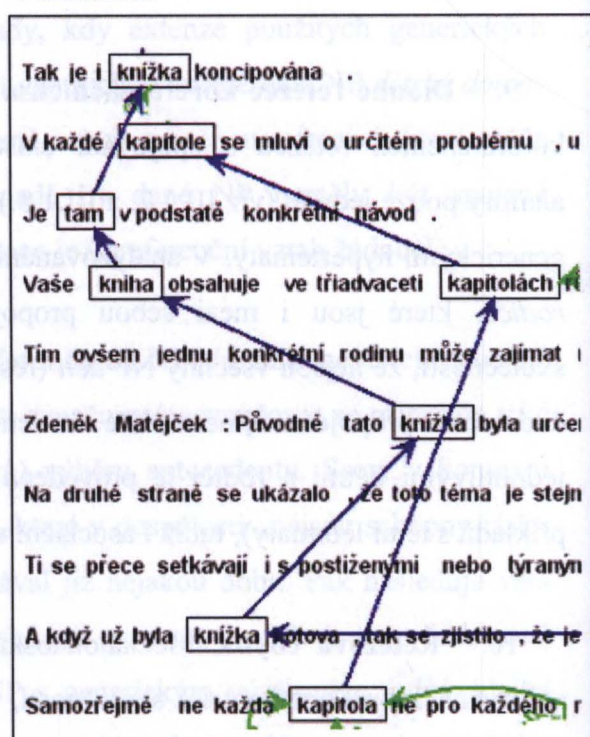 Tak je i knížka koncipována .
V každé kapitole se mluví o určitém problému , u
Je tam v podstatě konkrétní návod .
Vaše kniha obsahuje ve třiadvaceti kapitolách
Tím ovšem jednu konkrétní rodinu může zajímat
Zdeněk Matějček : Původně tato knížka byla určen
Na druhé straně se ukázalo že toto téma je stejn
Ti se přece setkávají i s postiženými nebo týraným
A když už byla knížka hotova tak se zjistilo , že je
Samozřejmě ne každá kapitola je pro každého r